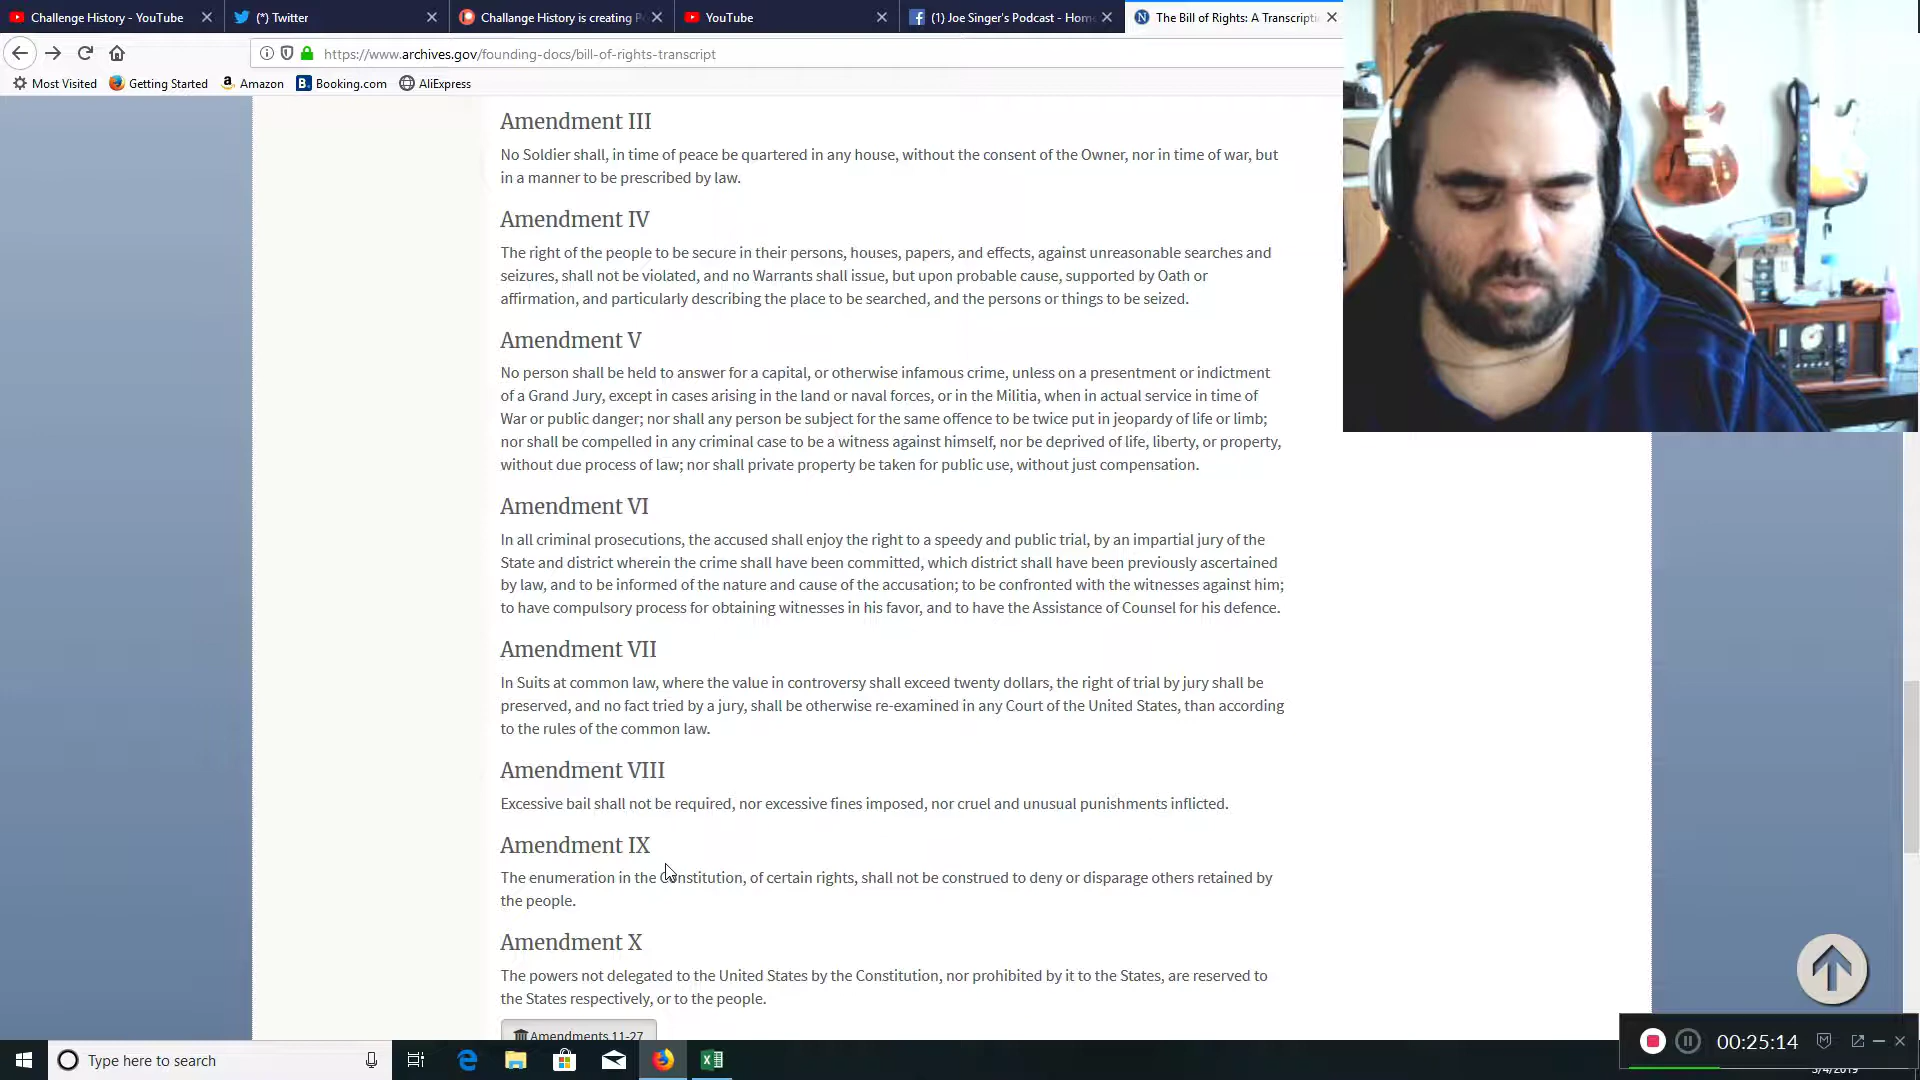 Challenge History - YouTube
(*) Twitter
Challange History is creating P
YouTube
(1) Joe Singer's Podcast - Hom
The Bill of Rights: A Transcripti
https://www.archives.gov/founding-docs/bill-of-rights-transcript
Most Visited
Getting Started
Amazon
Booking.com
AliExpress
Amendment III
No Soldier shall, in time of peace be quartered in any house, without the consent of the Owner, nor in time of war, but
in a manner to be prescribed by law.
Amendment IV
The right of the people to be secure in their persons, houses, papers, and effects, against unreasonable searches and
seizures, shall not be violated, and no Warrants shall issue, but upon probable cause, supported by Oath or
affirmation, and particularly describing the place to be searched, and the persons or things to be seized.
Amendment V
No person shall be held to answer for a capital, or otherwise infamous crime, unless on a presentment or indictment
of a Grand Jury, except in cases arising in the land or naval forces, or in the Militia, when in actual service in time of
War or public danger; nor shall any person be subject for the same offence to be twice put in jeopardy of life or limb;
nor shall be compelled in any criminal case to be a witness against himself, nor be deprived of life, liberty, or property,
without due process of law; nor shall private property be taken for public use, without just compensation.
Amendment VI
In all criminal prosecutions, the accused shall enjoy the right to a speedy and public trial, by an impartial jury of the
State and district wherein the crime shall have been committed, which district shall have been previously ascertained
by law, and to be informed of the nature and cause of the accusation; to be confronted with the witnesses against him;
to have compulsory process for obtaining witnesses in his favor, and to have the Assistance of Counsel for his defence.
Amendment VII
In Suits at common law, where the value in controversy shall exceed twenty dollars, the right of trial by jury shall be
preserved, and no fact tried by a jury, shall be otherwise re-examined in any Court of the United States, than according
to the rules of the common law.
Amendment VIII
Excessive bail shall not be required, nor excessive fines imposed, nor cruel and unusual punishments inflicted.
Amendment IX
The enumeration in the Constitution, of certain rights, shall not be construed to deny or disparage others retained by
the people.
Amendment X
The powers not delegated to the United States by the Constitution, nor prohibited by it to the States, are reserved to
the States respectively, or to the people.
Amendments 11-27
00:25:14
Type here to search
3/4/2019